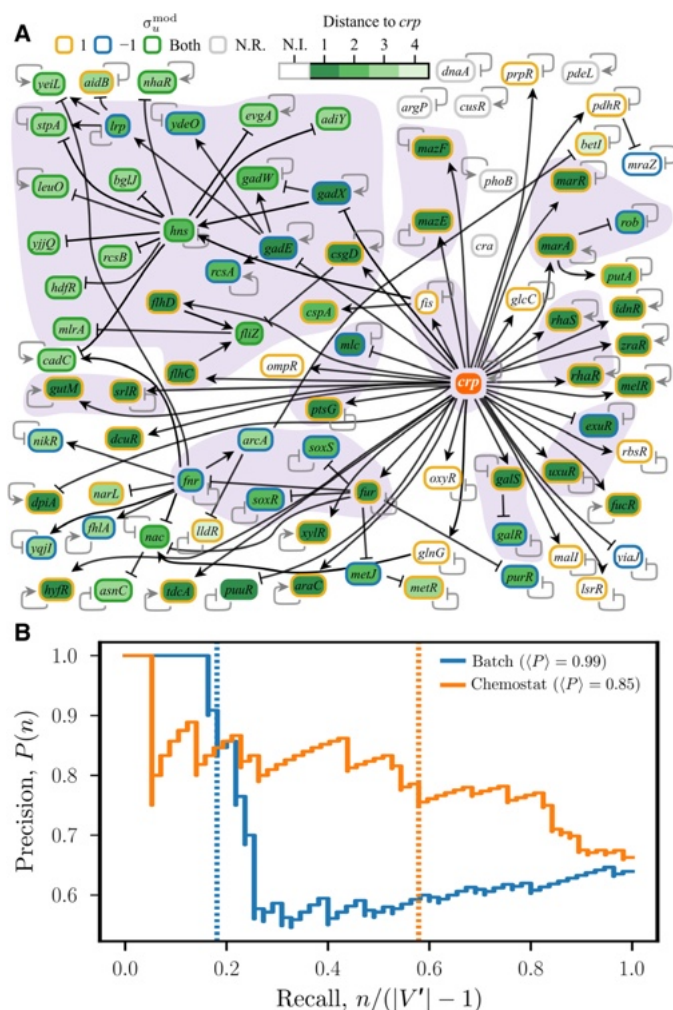 A
σ_u^mod
1 −1 Both N.R.
Distance to crp
N.I. 1 2 3 4
yeiL aidB nhaR dnaA prpR pdeL
stpA lrp ydeO evgA adiY argP cusR pdhR
betI
mazF mraZ
leuO bglJ gadW gadX phoB marR
hns mazE rob
yjjQ rcsB gadE csgD cra marA
rcsA putA
hdfR flhD cspA fis glcC idnR
mlrA fliZ rhaS
mlc zraR
cadC flhC ompR rhaR
gutM srlR crp melR
ptsG
dcuR exuR
nikR arcA soxS rbsR
fnr oxyR galS uxuR
dpiA narL soxR fur fucR
fhlA lldR xylR galR
yqjI nac glnG malI yiaJ
metJ purR
hyfR asnC tdcA puuR araC metR lsrR
B
Batch (⟨P⟩ = 0.99)
Chemostat (⟨P⟩ = 0.85)
1.0
0.9
0.8
0.7
0.6
Precision, P(n)
0.0 0.2 0.4 0.6 0.8 1.0
Recall, n/(|V′| − 1)